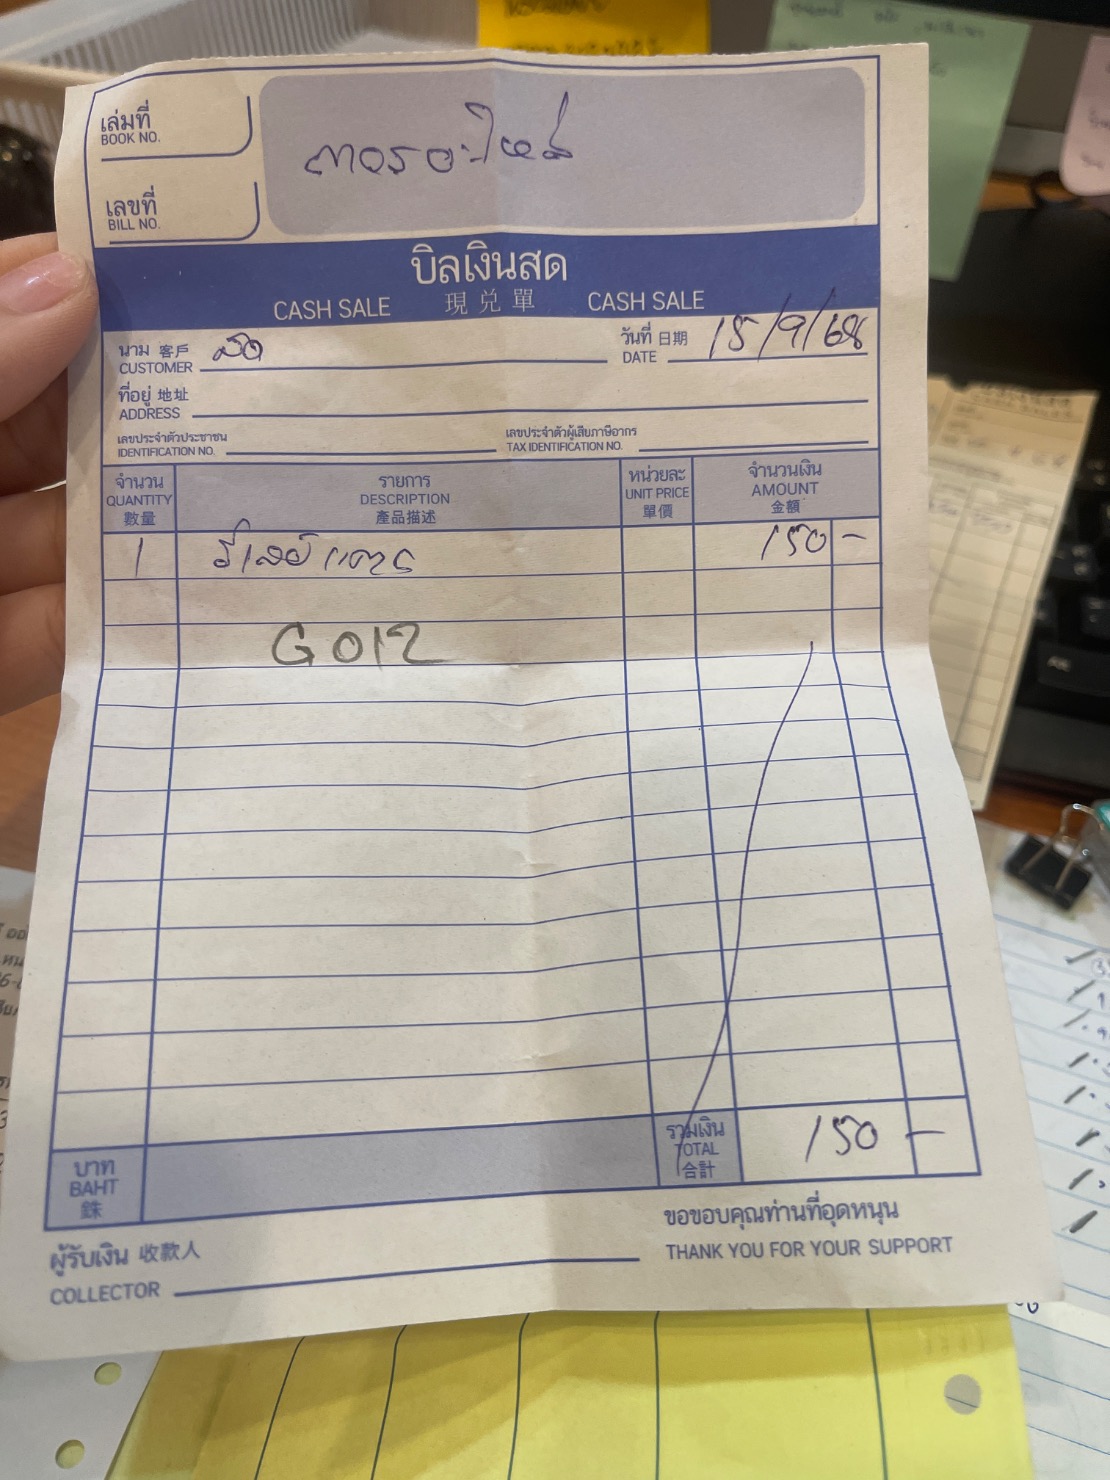 เล่มที่
BOOK NO.
เลขที่
BILL NO.
บิลเงินสด
CASH SALE 現兑單 CASH SALE
นาม 客戶
CUSTOMER
วันที่ 日期
DATE 15/9/68
ที่อยู่ 地址
ADDRESS
เลขประจำตัวประชาชน
IDENTIFICATION NO.
เลขประจำตัวผู้เสียภาษีอากร
TAX IDENTIFICATION NO.
จำนวน
QUANTITY
數量
รายการ
DESCRIPTION
產品描述
หน่วยละ
UNIT PRICE
單價
จำนวนเงิน
AMOUNT
金額
1 รีเลย์แตร 150 -
G012
บาท
BAHT
銖
รวมเงิน
TOTAL
合計
150 -
ผู้รับเงิน 收款人
COLLECTOR
ขอขอบคุณท่านที่อุดหนุน
THANK YOU FOR YOUR SUPPORT